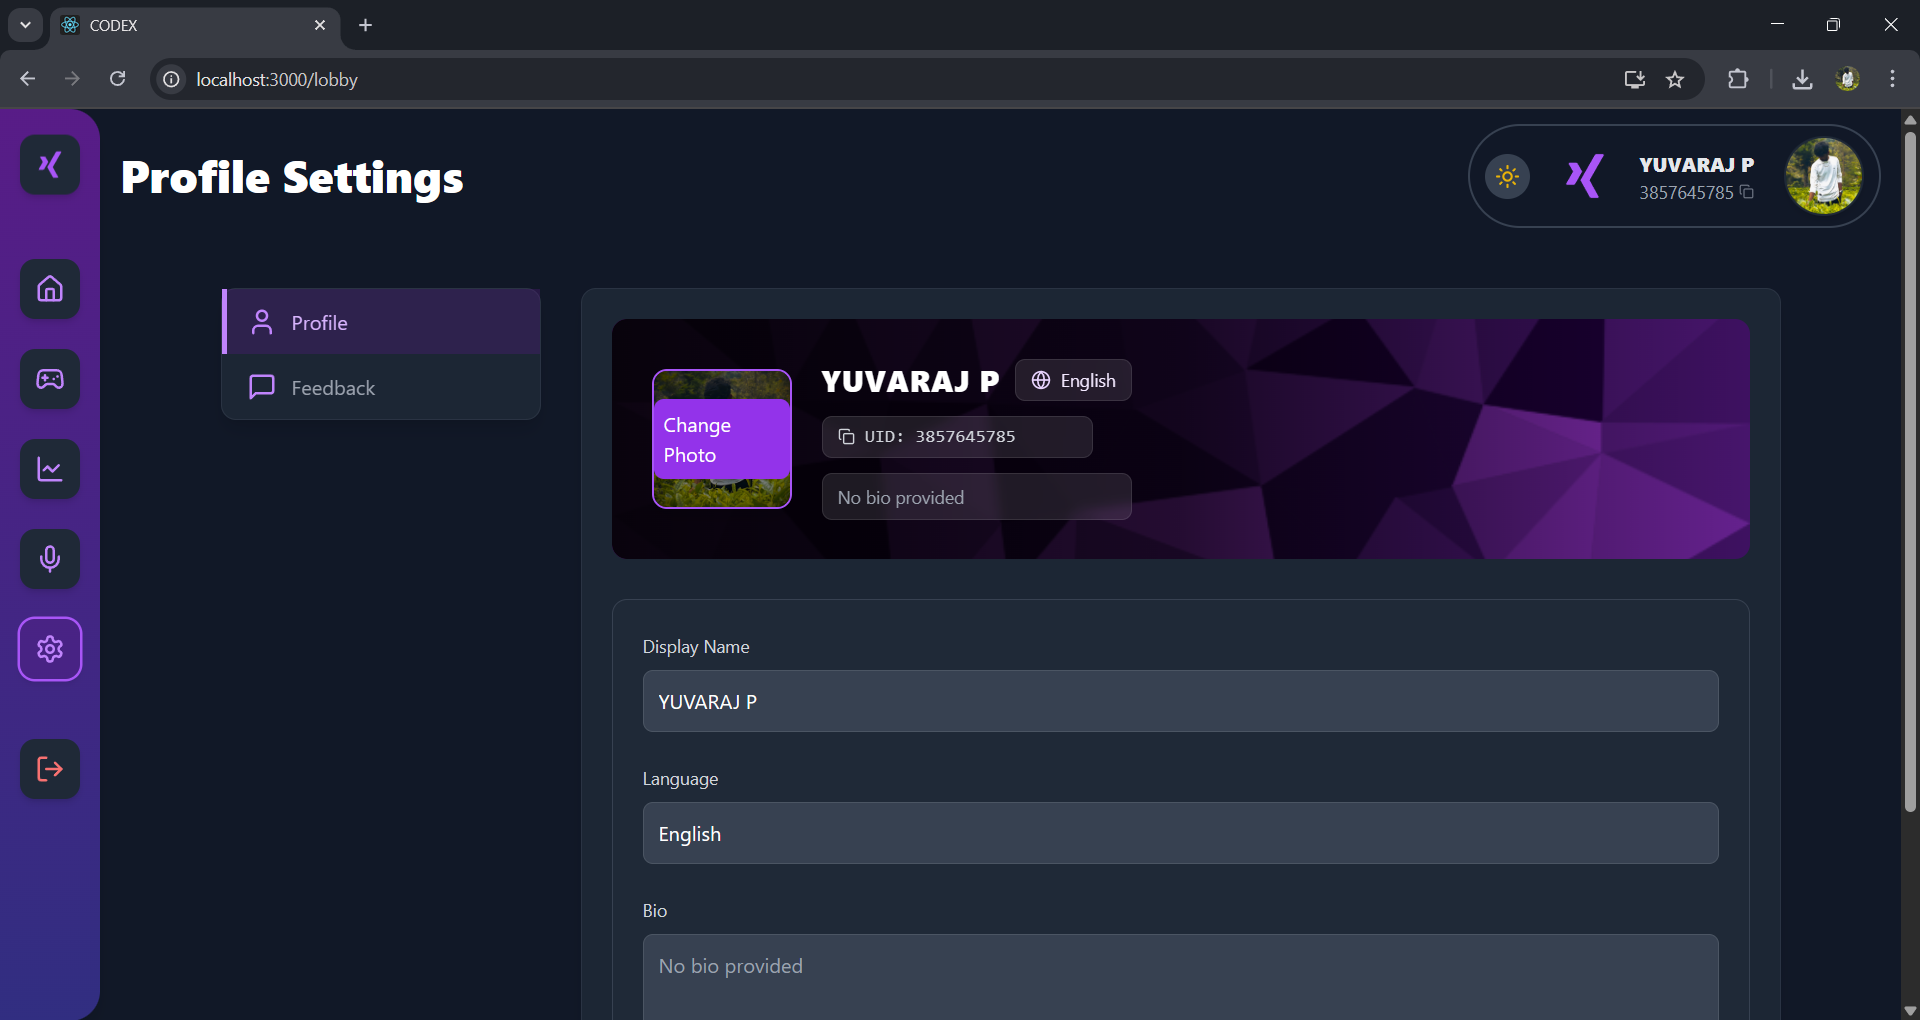 CODEX
localhost:3000/lobby
Profile Settings
YUVARAJ P
3857645785
Profile
Feedback
Change
Photo
YUVARAJ P
English
UID: 3857645785
No bio provided
Display Name
YUVARAJ P
Language
English
Bio
No bio provided